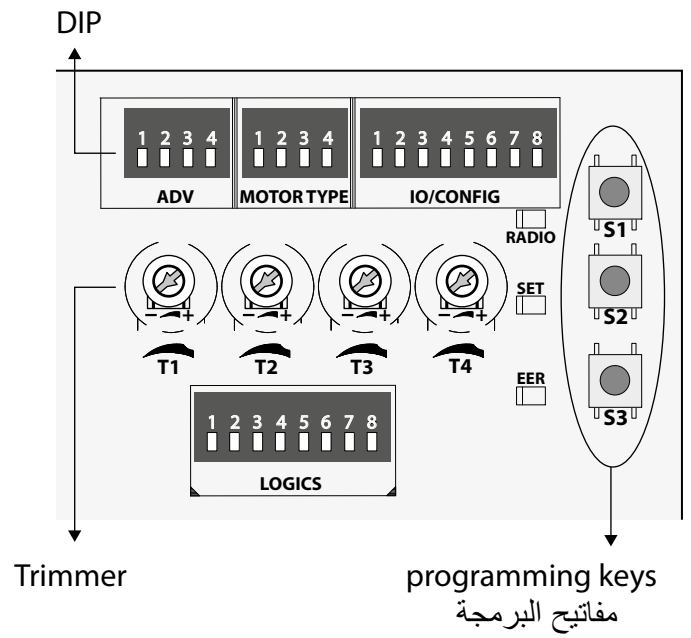 DIP
1 2 3 4
1 2 3 4
1 2 3 4 5 6 7 8
ADV
MOTOR TYPE
IO/CONFIG
RADIO
S1
SET
S2
- +
- +
- +
- +
T1
T2
T3
T4
EER
S3
1 2 3 4 5 6 7 8
LOGICS
Trimmer
programming keys
مفاتيح البرمجة